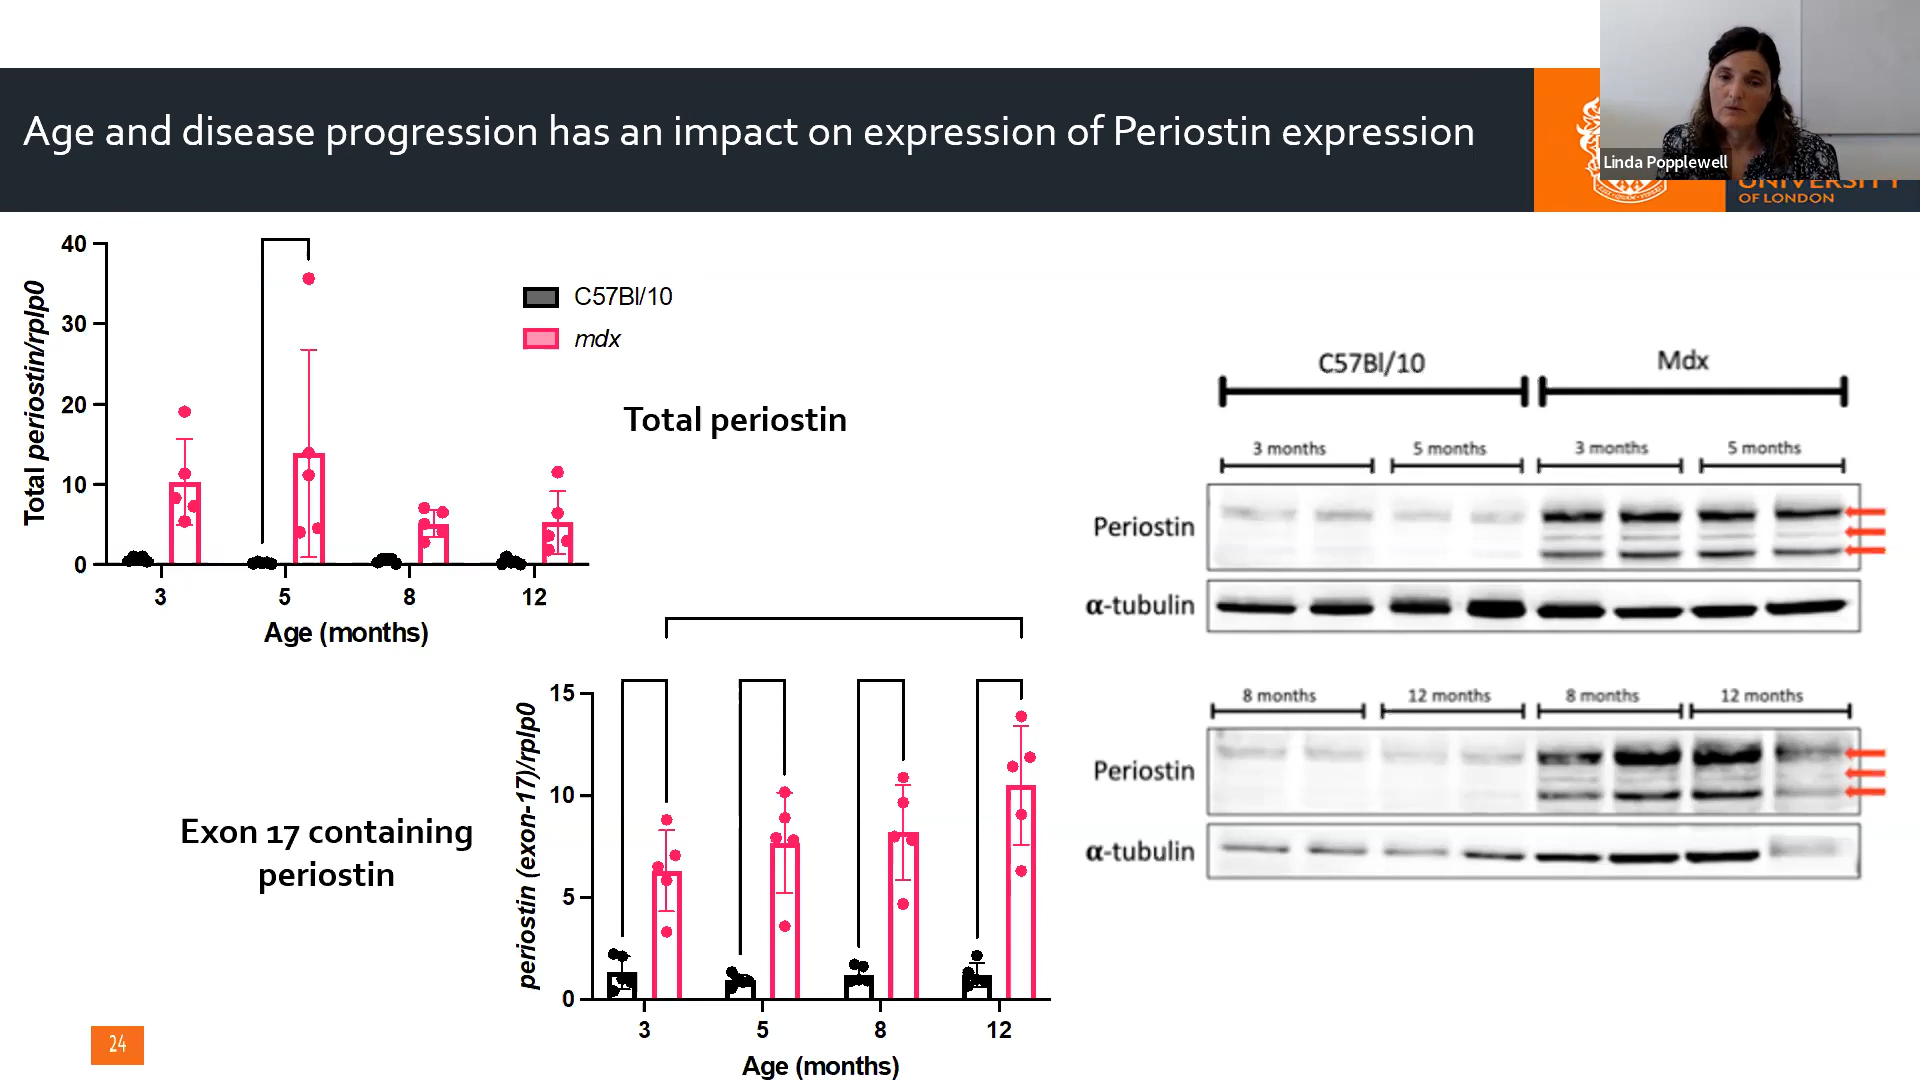 Age and disease progression has an impact on expression of Periostin expression
Linda Popplewell
UNIVERSITY
OF LONDON
Total periostin/rplp0
40
30
20
10
0
3
5
8
12
Age (months)
C57Bl/10
mdx
Total periostin
Exon 17 containing
periostin
periostin (exon-17)/rplp0
15
10
5
0
3
5
8
12
Age (months)
C57Bl/10
Mdx
3 months
5 months
3 months
5 months
Periostin
α-tubulin
8 months
12 months
8 months
12 months
Periostin
α-tubulin
24